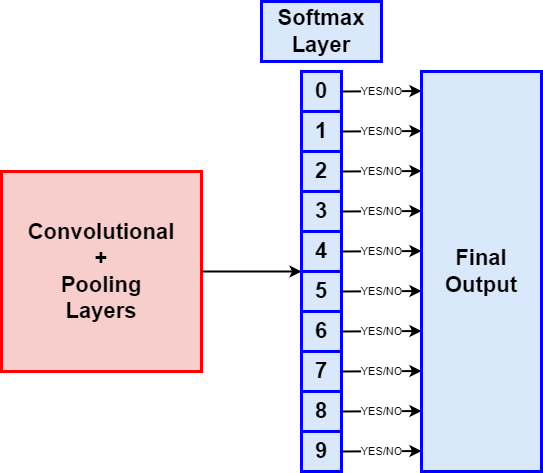 Softmax
Layer
0 YES/NO
1 YES/NO
2 YES/NO
3 YES/NO
4 YES/NO
5 YES/NO
6 YES/NO
7 YES/NO
8 YES/NO
9 YES/NO
Convolutional
+
Pooling
Layers
Final
Output